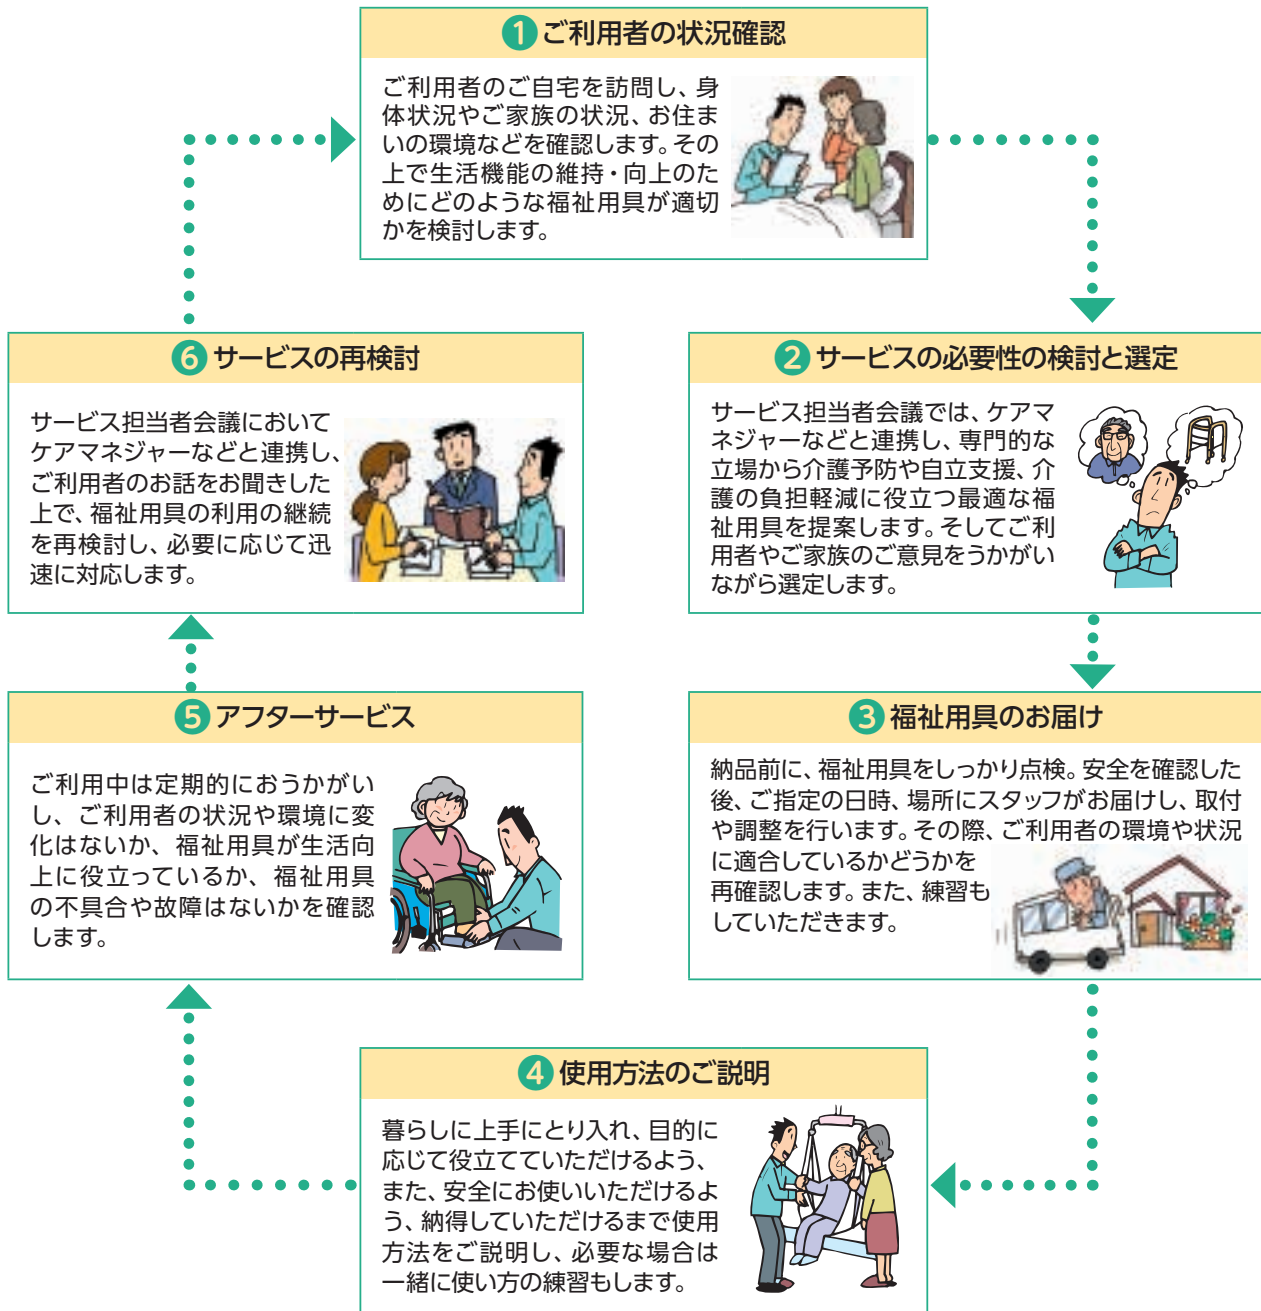 ❶ご利用者の状況確認
ご利用者のご自宅を訪問し、身
体状況やご家族の状況、お住ま
いの環境などを確認します。その
上で生活機能の維持・向上のた
めにどのような福祉用具が適切
かを検討します。
❷サービスの必要性の検討と選定
サービス担当者会議では、ケアマ
ネジャーなどと連携し、専門的な
立場から介護予防や自立支援、介
護の負担軽減に役立つ最適な福
祉用具を提案します。そしてご利
用者やご家族のご意見をうかがい
ながら選定します。
❸福祉用具のお届け
納品前に、福祉用具をしっかり点検。安全を確認した
後、ご指定の日時、場所にスタッフがお届けし、取付
や調整を行います。その際、ご利用者の環境や状況
に適合しているかどうかを
再確認します。また、練習も
していただきます。
❹使用方法のご説明
暮らしに上手にとり入れ、目的に
応じて役立てていただけるよう、
また、安全にお使いいただけるよ
う、納得していただけるまで使用
方法をご説明し、必要な場合は
一緒に使い方の練習もします。
❺アフターサービス
ご利用中は定期的におうかがい
し、ご利用者の状況や環境に変
化はないか、福祉用具が生活向
上に役立っているか、福祉用具
の不具合や故障はないかを確認
します。
❻サービスの再検討
サービス担当者会議において
ケアマネジャーなどと連携し、
ご利用者のお話をお聞きした
上で、福祉用具の利用の継続
を再検討し、必要に応じて迅
速に対応します。